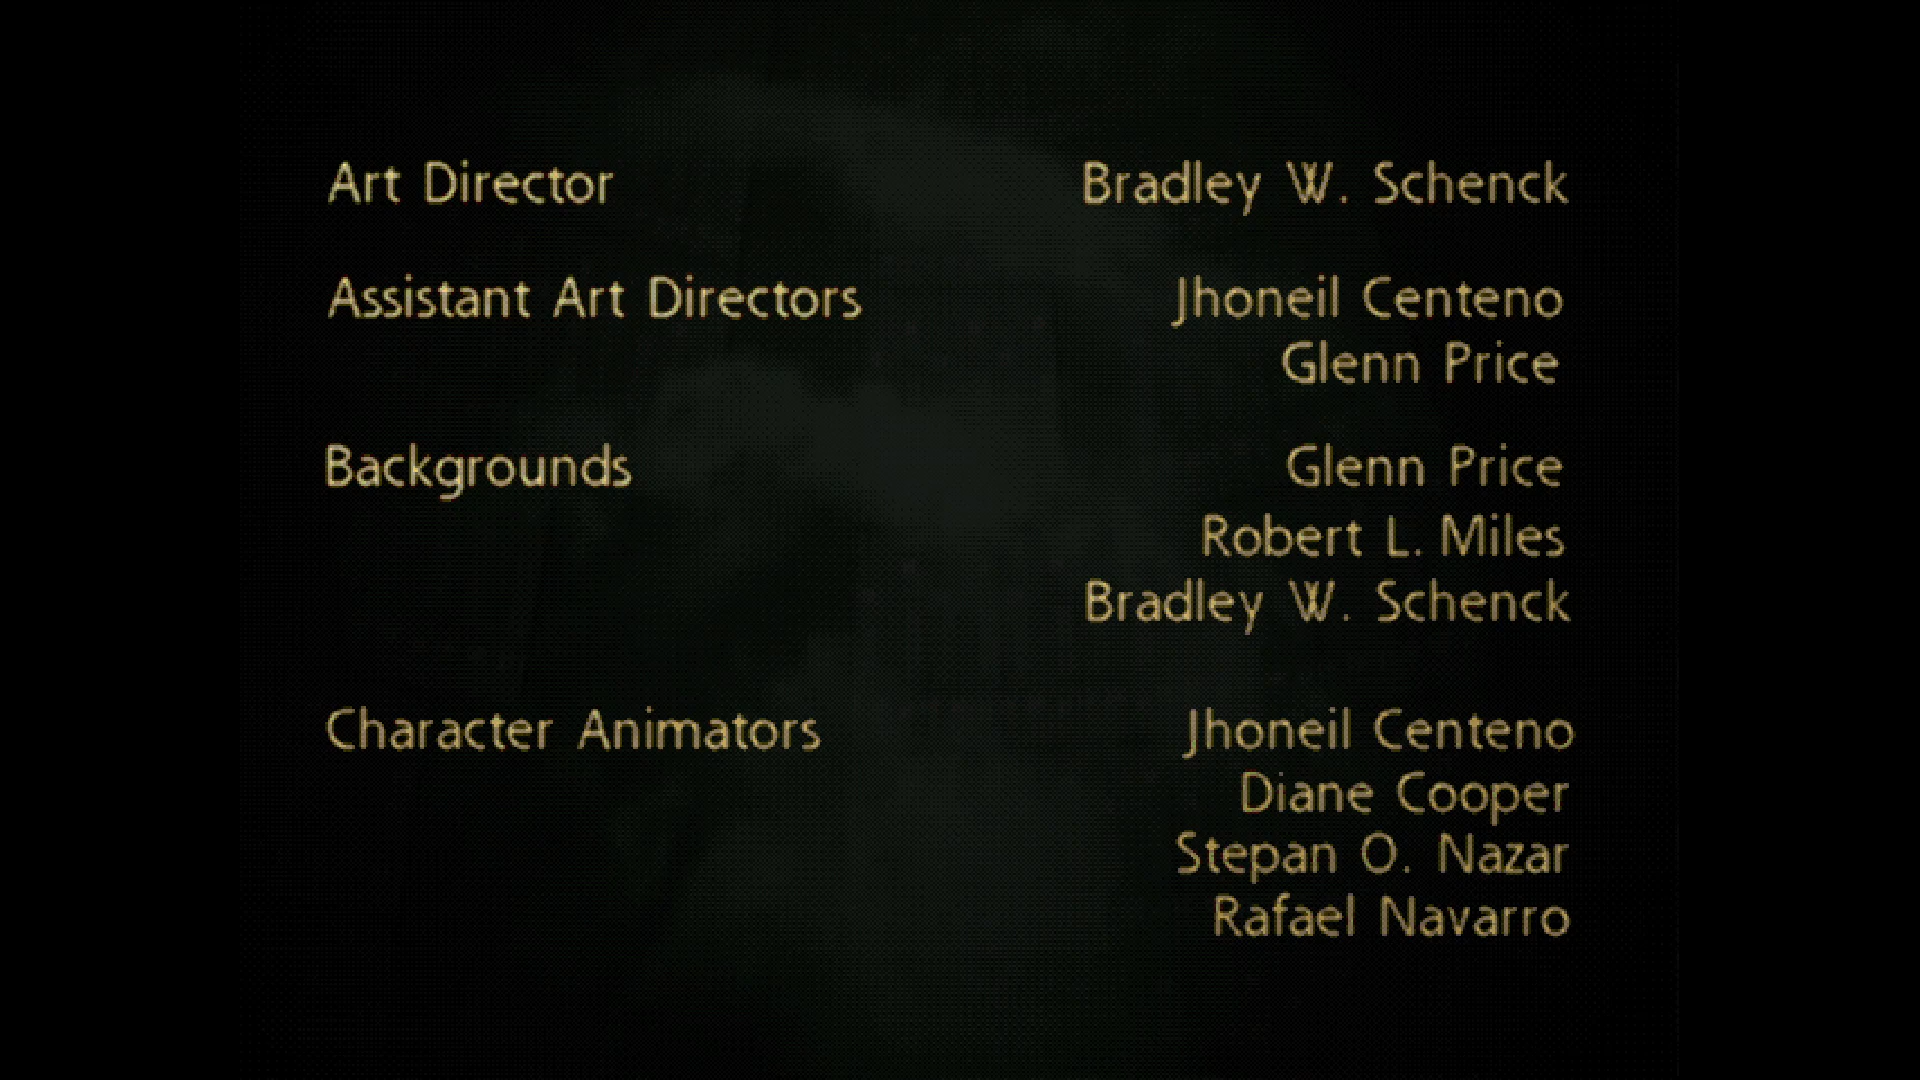 Art Director Bradley W. Schenck
Assistant Art Directors Jhoneil Centeno
Glenn Price
Backgrounds Glenn Price
Robert L. Miles
Bradley W. Schenck
Character Animators Jhoneil Centeno
Diane Cooper
Stepan O. Nazar
Rafael Navarro